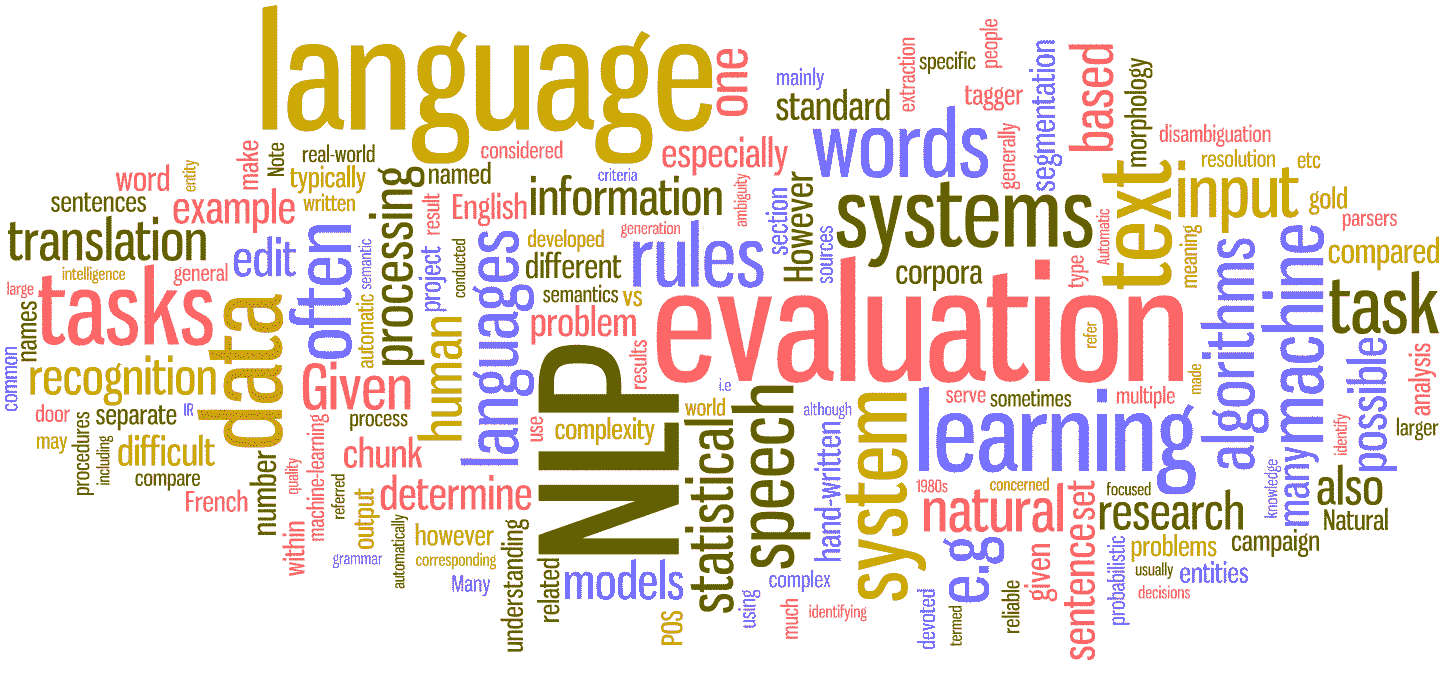 language
one
mainly
standard
extraction
specific
people
tagger
segmentation
based
morphology
disambiguation
words
generally
resolution
etc
make
Note
real-world
considered
especially
entity
typically
processing
named
criteria
ambiguity
word
written
result
English
information
section
However
systems
text
input
gold
parsers
sentences
example
often
semantic
developed
generation
rules
sources
Automatic
meaning
translation
edit
project
conducted
languages
different
corpora
type
algorithms
machine
compared
intelligence
general
large
tasks
data
automatic
human
semantics
vs
problem
evaluation
refer
task
names
common
recognition
Given
results
NLP
i.e
made
possible
analysis
door
separate
IR
process
use
world
complexity
although
serve
sometimes
multiple
learning
identify
larger
may
procedures
including
difficult
chunk
statistical
speech
hand-written
system
compare
number
quality
machine-learning
referred
output
determine
1980s
concerned
focused
knowledge
many
also
French
natural
set
research
Natural
within
grammar
automatically
however
corresponding
understanding
related
Many
models
complex
e.g
given
sentence
probabilistic
problems
campaign
usually
entities
decisions
POS
using
much
identifying
devoted
termed
reliable